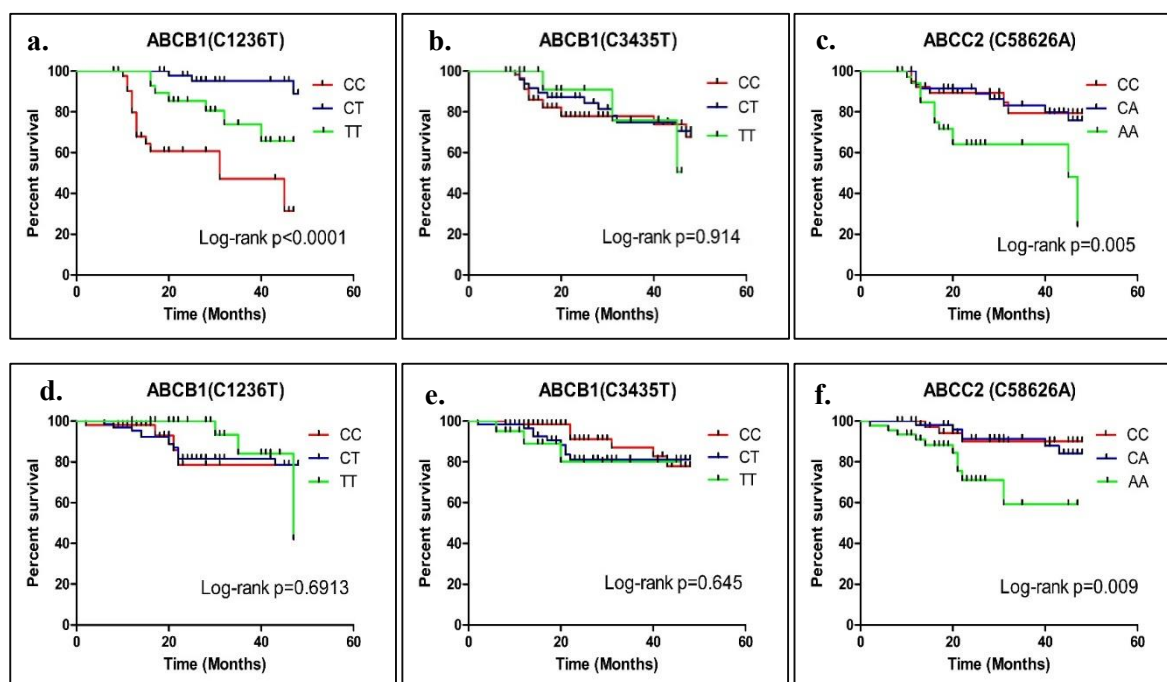 a.
ABCB1(C1236T)
Percent survival
100
80
60
40
20
0
CC
CT
TT
Log-rank p<0.0001
0 20 40 60
Time (Months)
b.
ABCB1(C3435T)
Percent survival
100
80
60
40
20
0
CC
CT
TT
Log-rank p=0.914
0 20 40 60
Time (Months)
c.
ABCC2 (C58626A)
Percent survival
100
80
60
40
20
0
CC
CA
AA
Log-rank p=0.005
0 20 40 60
Time (Months)
d.
ABCB1(C1236T)
Percent survival
100
80
60
40
20
0
CC
CT
TT
Log-rank p=0.6913
0 20 40 60
Time (Months)
e.
ABCB1(C3435T)
Percent survival
100
80
60
40
20
0
CC
CT
TT
Log-rank p=0.645
0 20 40 60
Time (Months)
f.
ABCC2 (C58626A)
Percent survival
100
80
60
40
20
0
CC
CA
AA
Log-rank p=0.009
0 20 40 60
Time (Months)